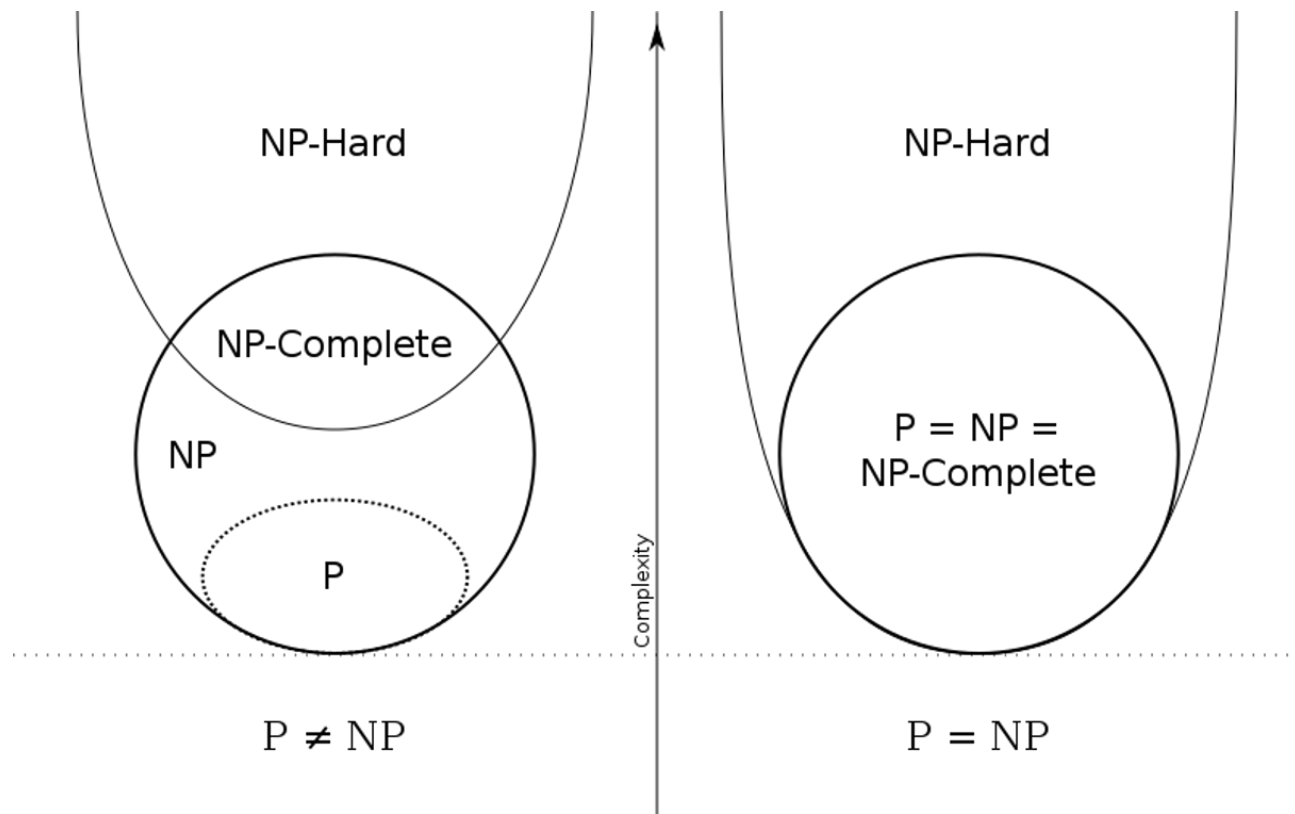 NP-Hard
NP-Complete
NP
P
P ≠ NP
Complexity
NP-Hard
P = NP =
NP-Complete
P = NP